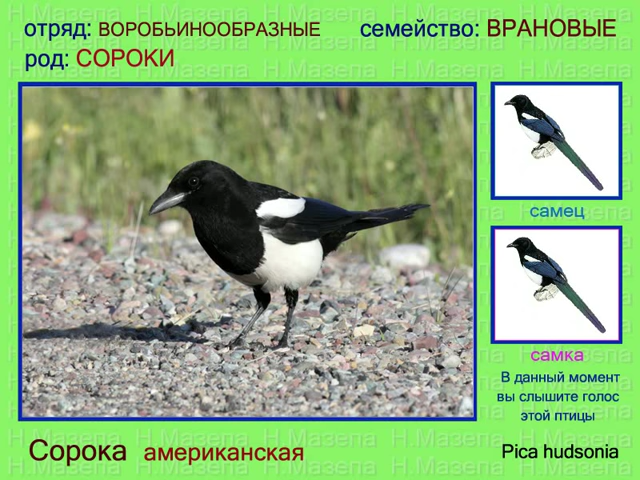 отряд: ВОРОБЬИНООБРАЗНЫЕ семейство: ВРАНОВЫЕ
род: СОРОКИ
самец
самка
В данный момент
вы слышите голос
этой птицы
Сорока американская
Pica hudsonia
Н.Мазепа